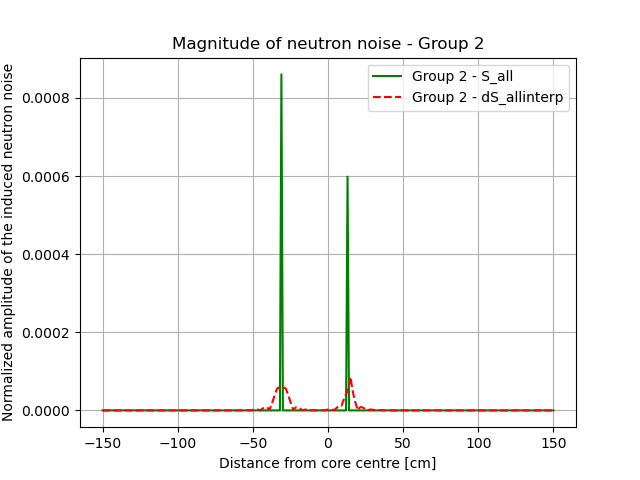 Magnitude of neutron noise - Group 2
Group 2 - S_all
Group 2 - dS_allinterp
Normalized amplitude of the induced neutron noise
0.0008
0.0006
0.0004
0.0002
0.0000
−150
−100
−50
0
50
100
150
Distance from core centre [cm]